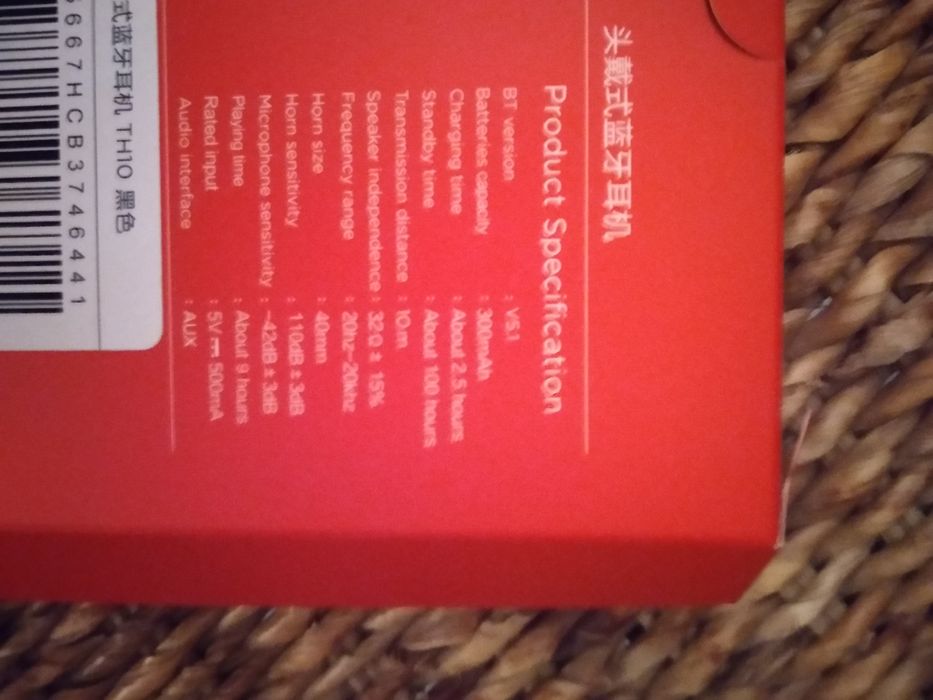 头戴式蓝牙耳机
Product Specification
BT version : V5.1
Batteries capacity : 300mAh
Charging time : About 2.5 hours
Standby time : About 100 hours
Transmission distance : 10m
Speaker independence : 32Ω ± 15%
Frequency range : 20hz-20khz
Horn size : 40mm
Horn sensitivity : 110dB±3dB
Microphone sensitivity : -42dB±3dB
Playing time : About 9 hours
Rated input : 5V⎓500mA
Audio interface : AUX
式蓝牙耳机 TH10 黑色
6667HCB3746441